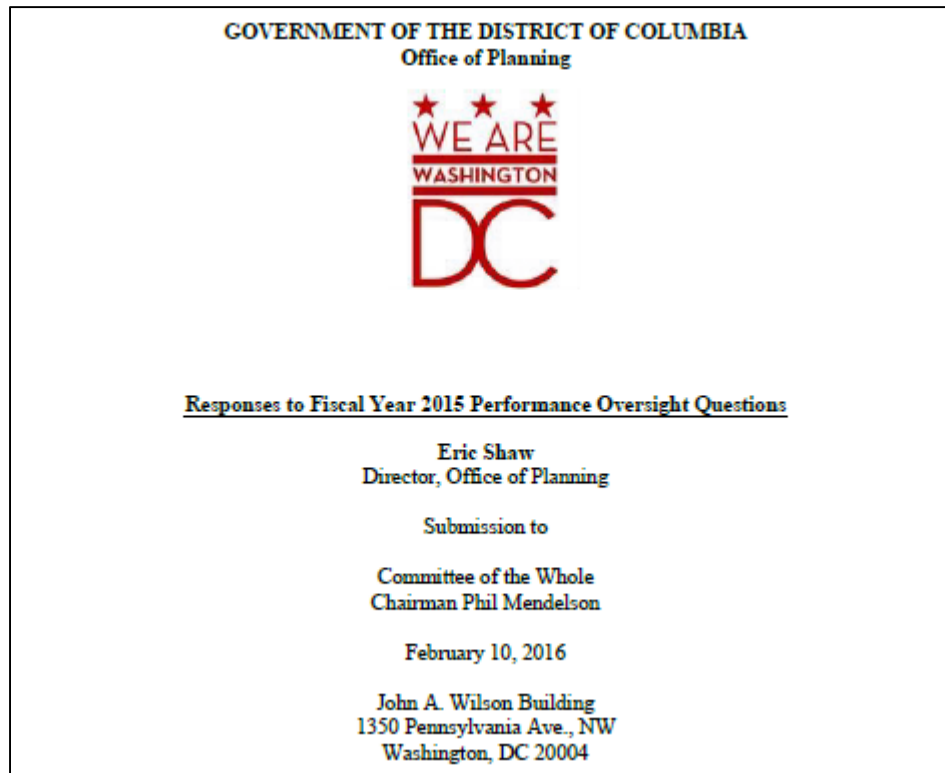 GOVERNMENT OF THE DISTRICT OF COLUMBIA
Office of Planning
WE ARE
WASHINGTON
DC
Responses to Fiscal Year 2015 Performance Oversight Questions
Eric Shaw
Director, Office of Planning
Submission to
Committee of the Whole
Chairman Phil Mendelson
February 10, 2016
John A. Wilson Building
1350 Pennsylvania Ave., NW
Washington, DC 20004